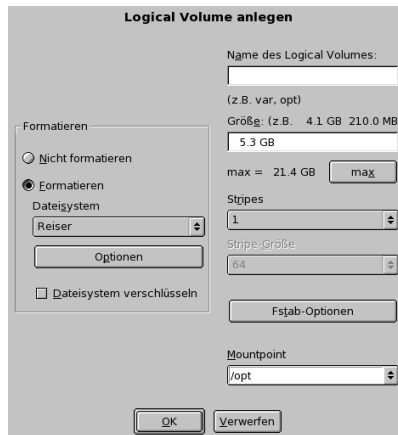 Logical Volume anlegen
Formatieren
Nicht formatieren
Formatieren
Dateisystem
Reiser
Optionen
Dateisystem verschlüsseln
Name des Logical Volumes:
(z.B. var, opt)
Größe: (z.B. 4.1 GB 210.0 MB
5.3 GB
max = 21.4 GB
max
Stripes
1
Stripe-Größe
64
Fstab-Optionen
Mountpoint
/opt
OK
Verwerfen